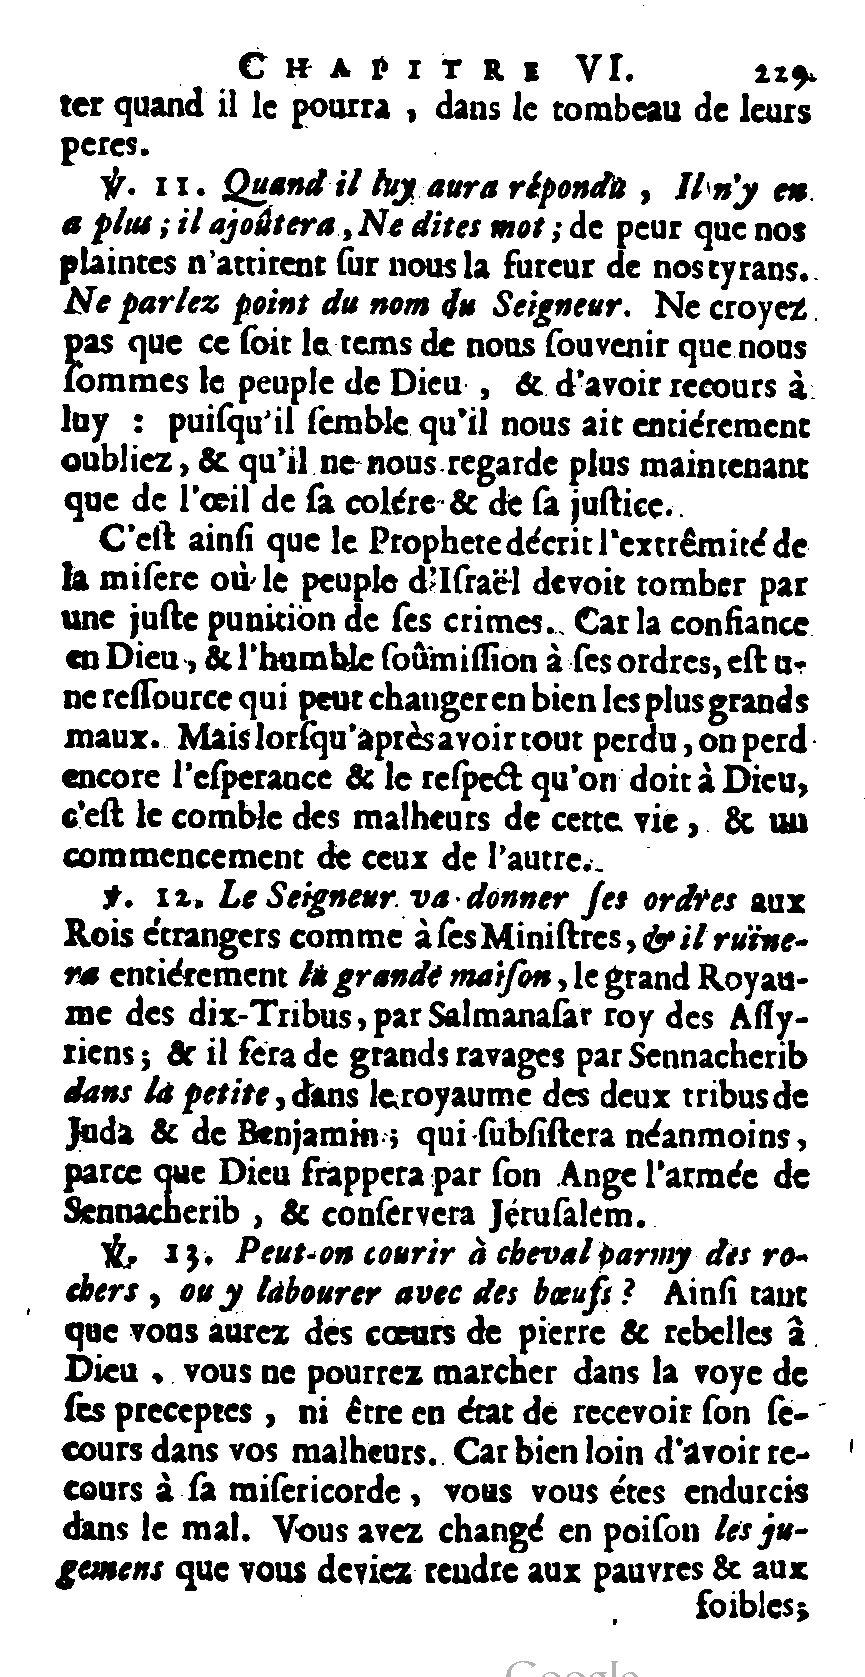 CHAPITRE VI. 229
ter quand il le pourra, dans le tombeau de leurs
peres.
℣. 11. Quand il luy aura répondu, Il n'y en
a plus; il ajoûtera, Ne dites mot; de peur que nos
plaintes n'attirent ſur nous la fureur de nos tyrans.
Ne parlez point du nom du Seigneur. Ne croyez
pas que ce ſoit le tems de nous ſouvenir que nous
ſommes le peuple de Dieu, & d'avoir recours à
luy : puiſqu'il ſemble qu'il nous ait entiérement
oubliez, & qu'il ne nous regarde plus maintenant
que de l'œil de ſa colére & de ſa juſtice.
C'eſt ainſi que le Prophete décrit l'extrêmité de
la miſere où le peuple d'Iſraël devoit tomber par
une juſte punition de ſes crimes. Car la confiance
en Dieu, & l'humble ſoûmiſſion à ſes ordres, eſt u-
ne reſſource qui peut changer en bien les plus grands
maux. Mais lorſqu'après avoir tout perdu, on perd
encore l'eſperance & le reſpect qu'on doit à Dieu,
c'eſt le comble des malheurs de cette vie, & un
commencement de ceux de l'autre.
℣. 12. Le Seigneur va donner ſes ordres aux
Rois étrangers comme à ſes Miniſtres, & il ruïne-
ra entiérement la grande maiſon, le grand Royau-
me des dix-Tribus, par Salmanaſar roy des Aſſy-
riens; & il fera de grands ravages par Sennacherib
dans la petite, dans le royaume des deux tribus de
Juda & de Benjamin; qui ſubſiſtera néanmoins,
parce que Dieu frappera par ſon Ange l'armée de
Sennacherib, & conſervera Jéruſalem.
℣. 13. Peut-on courir à cheval parmy des ro-
chers, ou y labourer avec des bœufs? Ainſi tant
que vous aurez des cœurs de pierre & rebelles à
Dieu, vous ne pourrez marcher dans la voye de
ſes preceptes, ni être en état de recevoir ſon ſe-
cours dans vos malheurs. Car bien loin d'avoir re-
cours à ſa miſericorde, vous vous étes endurcis
dans le mal. Vous avez changé en poiſon les ju-
gemens que vous deviez rendre aux pauvres & aux
foibles;
Google